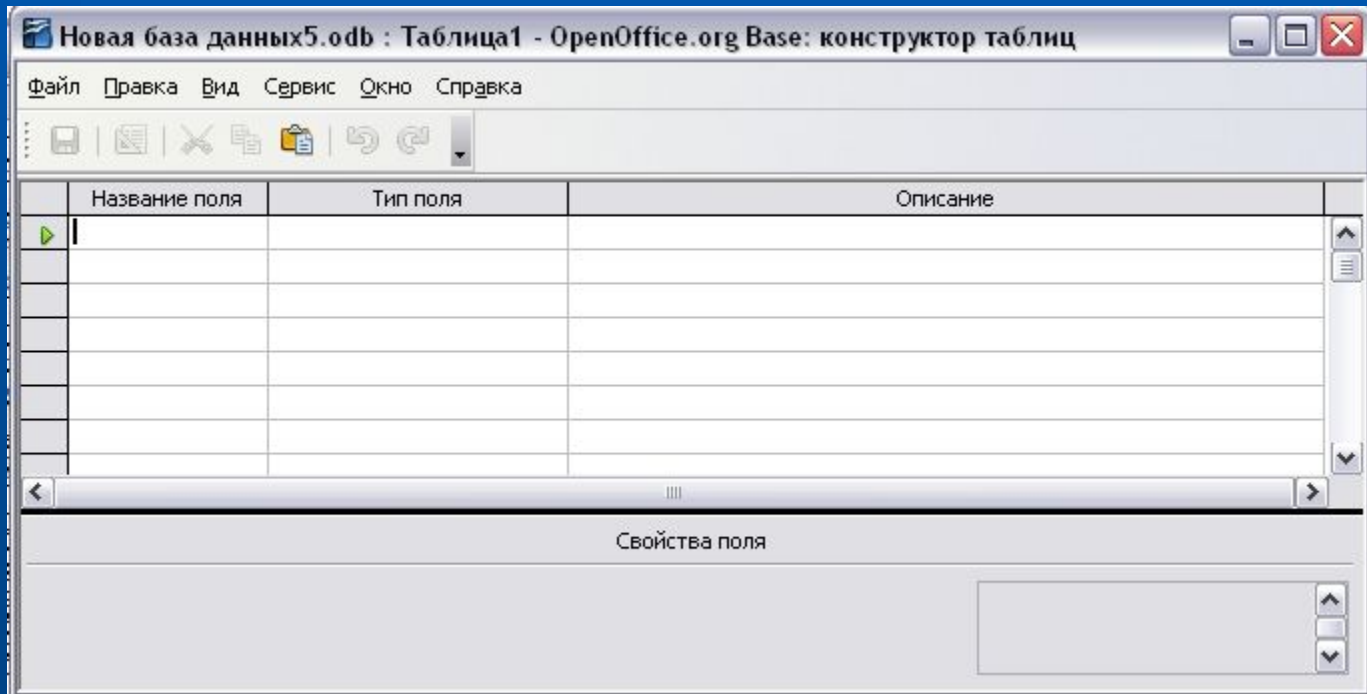 Новая база данных5.odb : Таблица1 - OpenOffice.org Base: конструктор таблиц
Файл Правка Вид Сервис Окно Справка
Название поля Тип поля Описание
Свойства поля